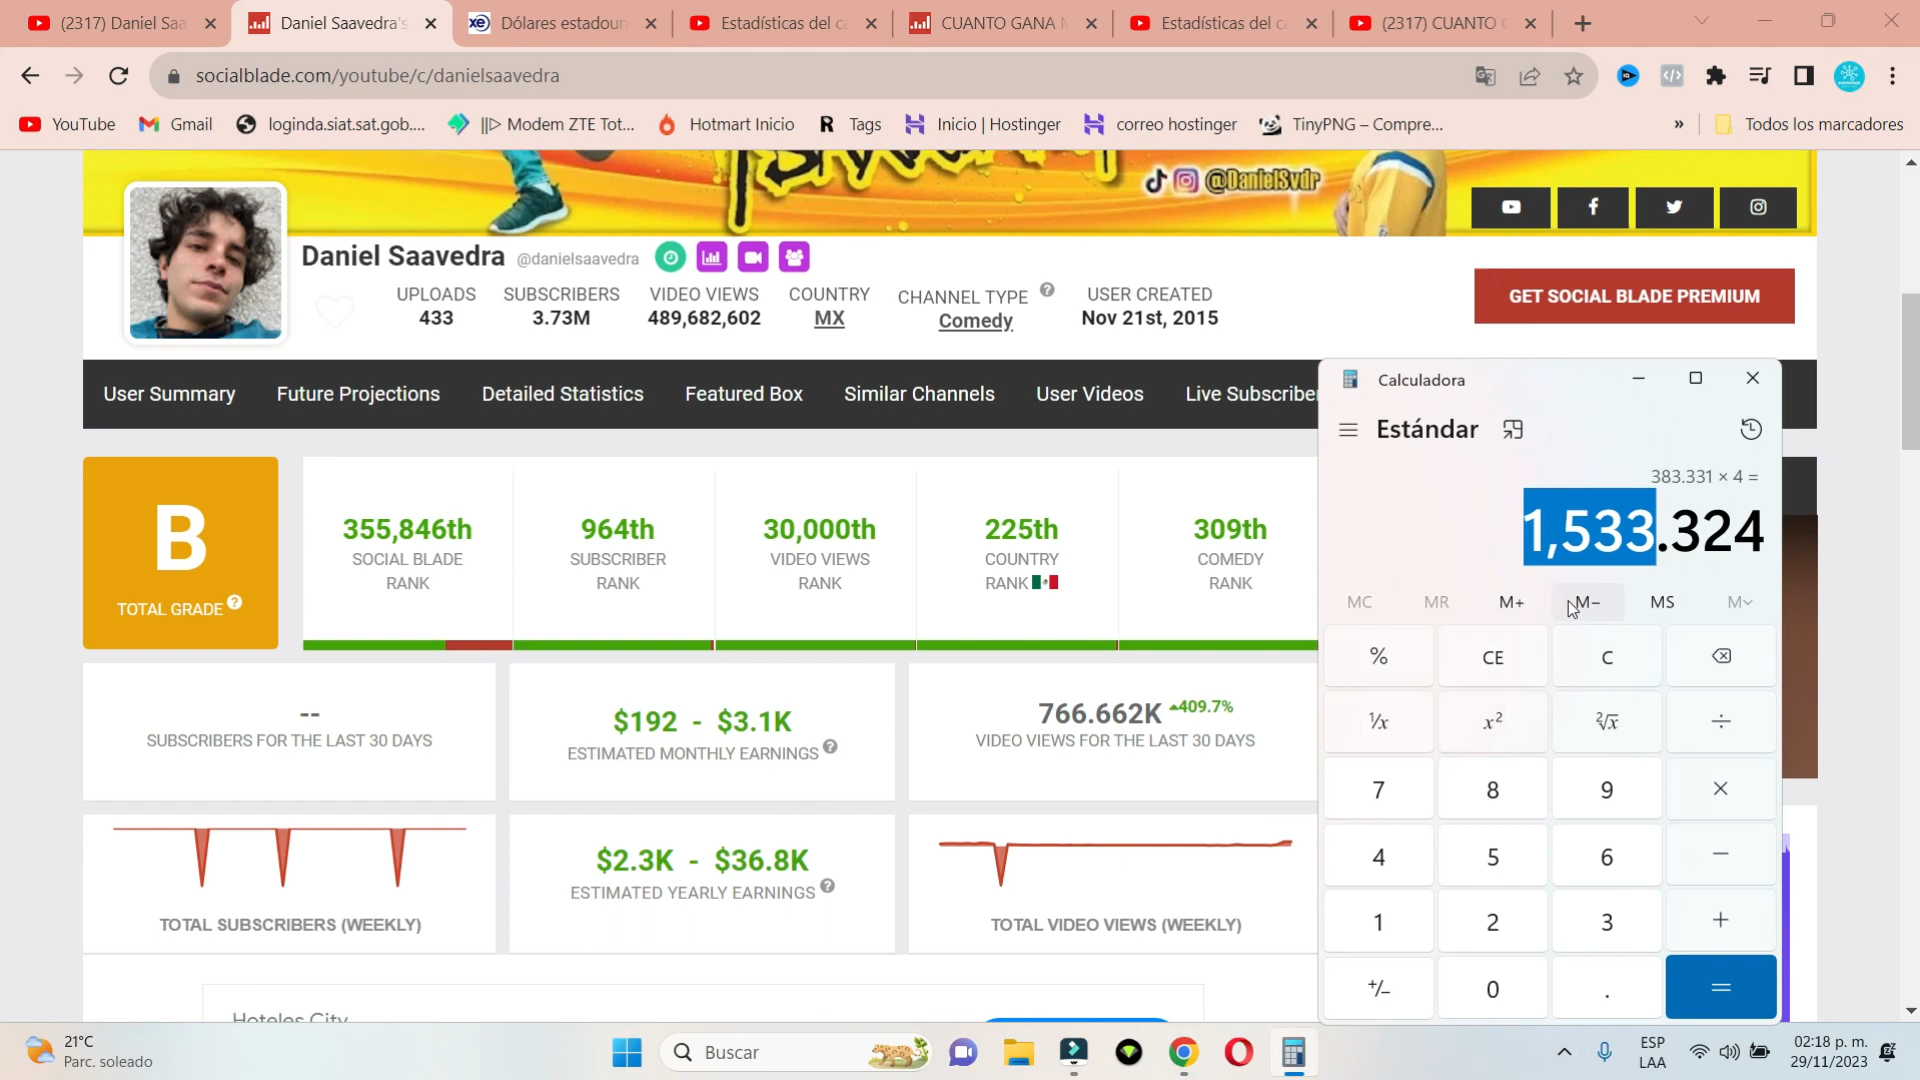 (2317) Daniel Saa
Daniel Saavedra's
Dólares estadoun
Estadísticas del c
CUANTO GANA
Estadísticas del c
(2317) CUANTO
socialblade.com/youtube/c/danielsaavedra
YouTube
Gmail
loginda.siat.sat.gob....
||▷ Modem ZTE Tot...
Hotmart Inicio
Tags
Inicio | Hostinger
correo hostinger
TinyPNG – Compre...
»
Todos los marcadores
@DanielSvdr
Daniel Saavedra @danielsaavedra
UPLOADS
433
SUBSCRIBERS
3.73M
VIDEO VIEWS
489,682,602
COUNTRY
MX
CHANNEL TYPE
Comedy
USER CREATED
Nov 21st, 2015
GET SOCIAL BLADE PREMIUM
User Summary
Future Projections
Detailed Statistics
Featured Box
Similar Channels
User Videos
Live Subscriber
B
TOTAL GRADE
355,846th
SOCIAL BLADE
RANK
964th
SUBSCRIBER
RANK
30,000th
VIDEO VIEWS
RANK
225th
COUNTRY
RANK
309th
COMEDY
RANK
--
SUBSCRIBERS FOR THE LAST 30 DAYS
$192 - $3.1K
ESTIMATED MONTHLY EARNINGS
766.662K 409.7%
VIDEO VIEWS FOR THE LAST 30 DAYS
TOTAL SUBSCRIBERS (WEEKLY)
$2.3K - $36.8K
ESTIMATED YEARLY EARNINGS
TOTAL VIDEO VIEWS (WEEKLY)
Hoteles City
Calculadora
Estándar
383.331 × 4 =
1,533.324
MC MR M+ M− MS M
% CE C
1/x x² ²√x ÷
7 8 9 ×
4 5 6 −
1 2 3 +
+/− 0 . =
21°C
Parc. soleado
Buscar
ESP
LAA
02:18 p. m.
29/11/2023